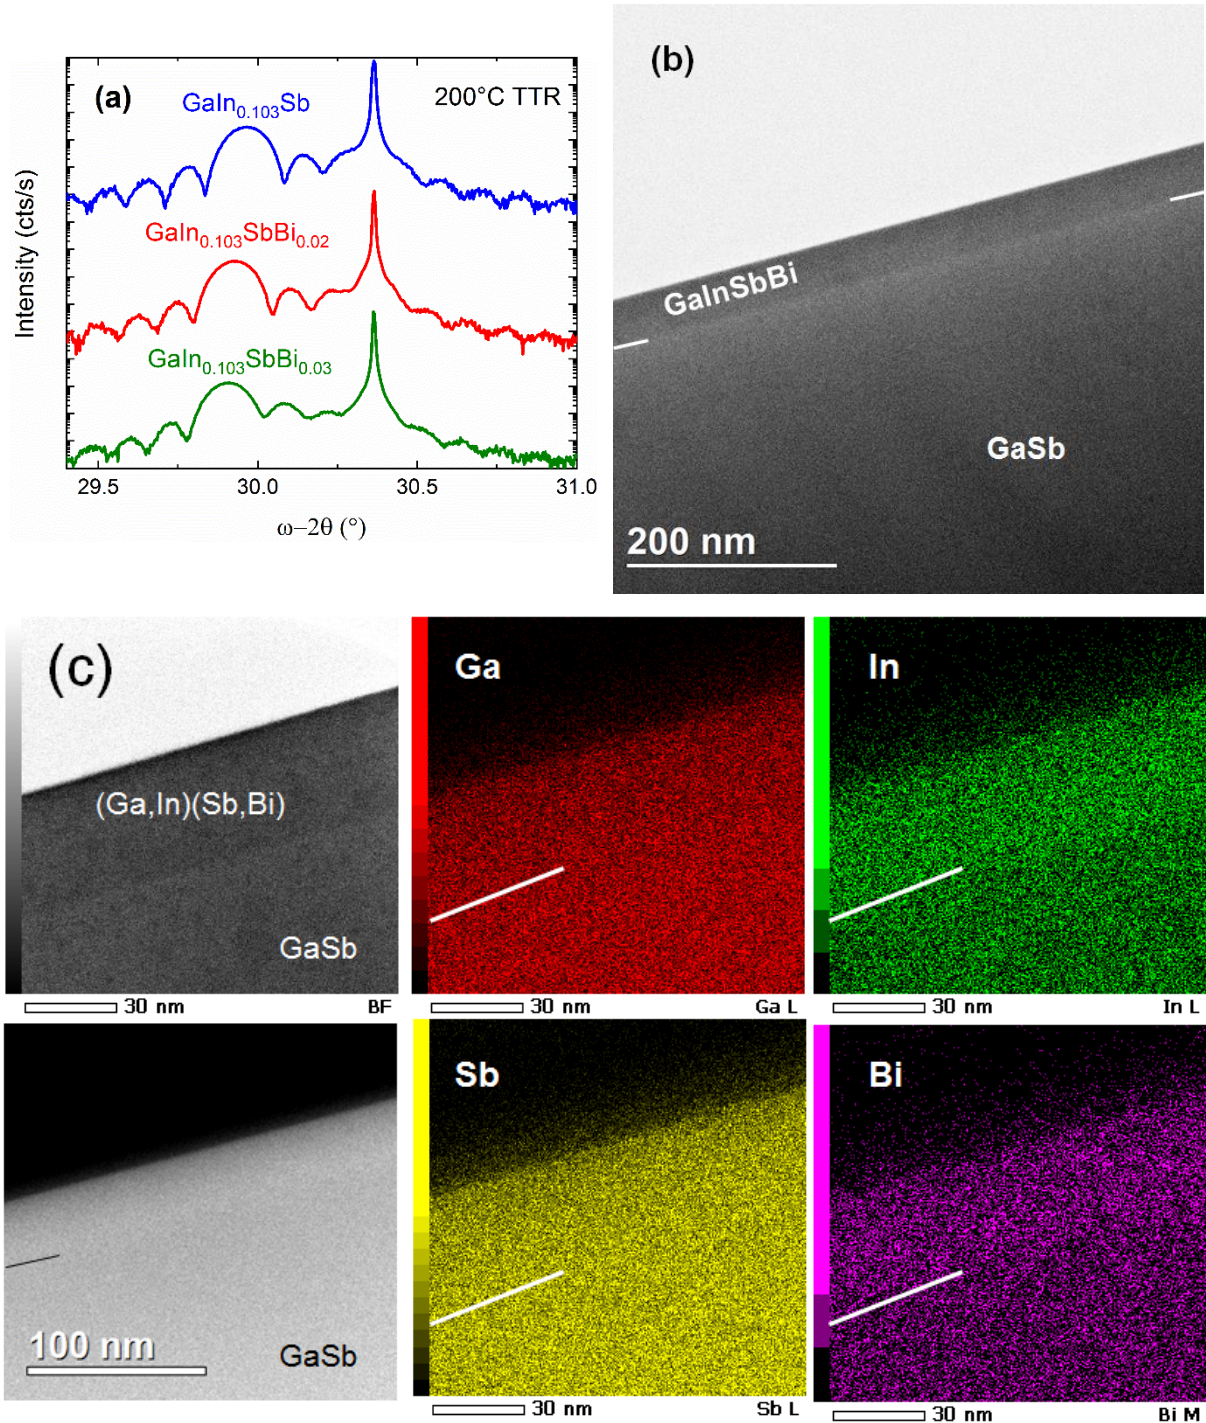 (a)
200°C TTR
GaIn0.103Sb
GaIn0.103SbBi0.02
GaIn0.103SbBi0.03
Intensity (cts/s)
29.5 30.0 30.5 31.0
ω−2θ (°)
(b)
GaInSbBi
GaSb
200 nm
(c)
(Ga,In)(Sb,Bi)
GaSb
30 nm BF
Ga
30 nm Ga L
In
30 nm In L
100 nm
GaSb
Sb
30 nm Sb L
Bi
30 nm Bi M